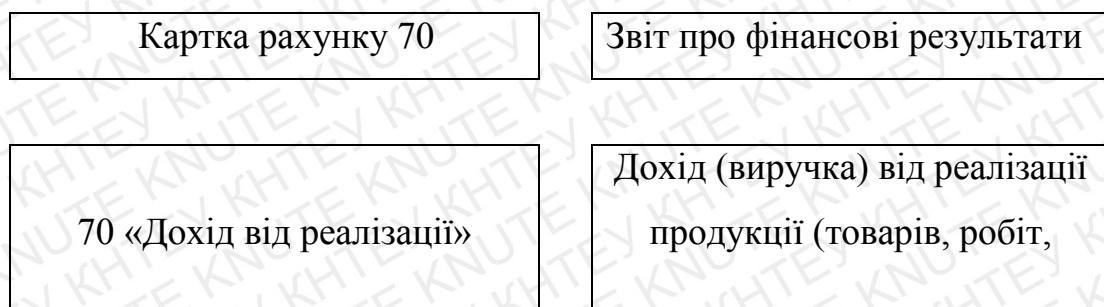 Картка рахунку 70
Звіт про фінансові результати
70 «Дохід від реалізації»
Дохід (виручка) від реалізації
продукції (товарів, робіт,